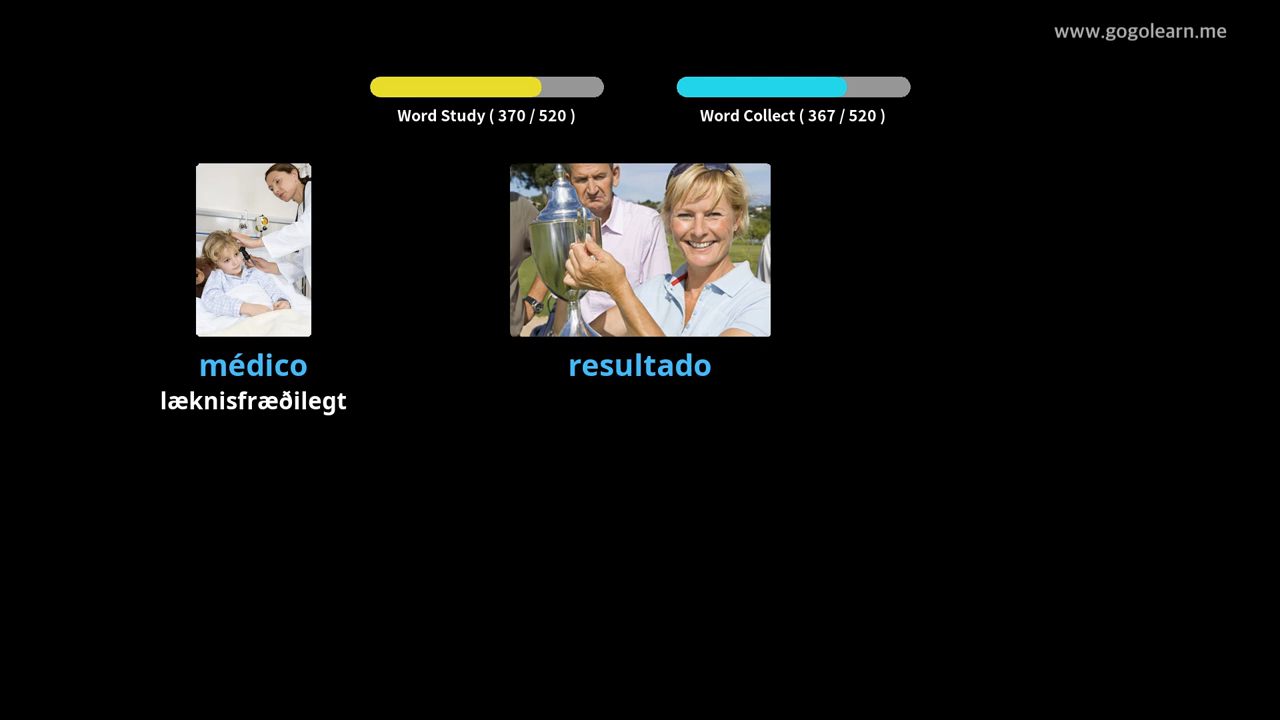 www.gogolearn.me
Word Study ( 370 / 520 )
Word Collect ( 367 / 520 )
médico
læknisfræðilegt
resultado